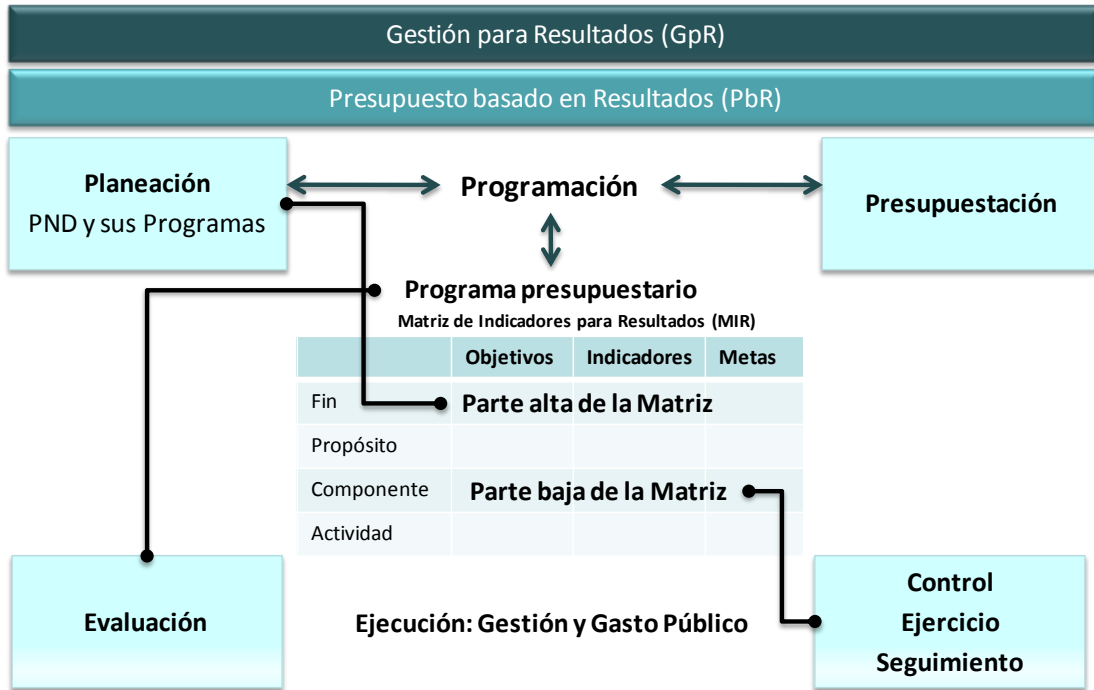 Gestión para Resultados (GpR)
Presupuesto basado en Resultados (PbR)
Planeación
PND y sus Programas
Programación
Presupuestación
Programa presupuestario
Matriz de Indicadores para Resultados (MIR)
Objetivos Indicadores Metas
Fin Parte alta de la Matriz
Propósito
Componente Parte baja de la Matriz
Actividad
Evaluación
Ejecución: Gestión y Gasto Público
Control
Ejercicio
Seguimiento